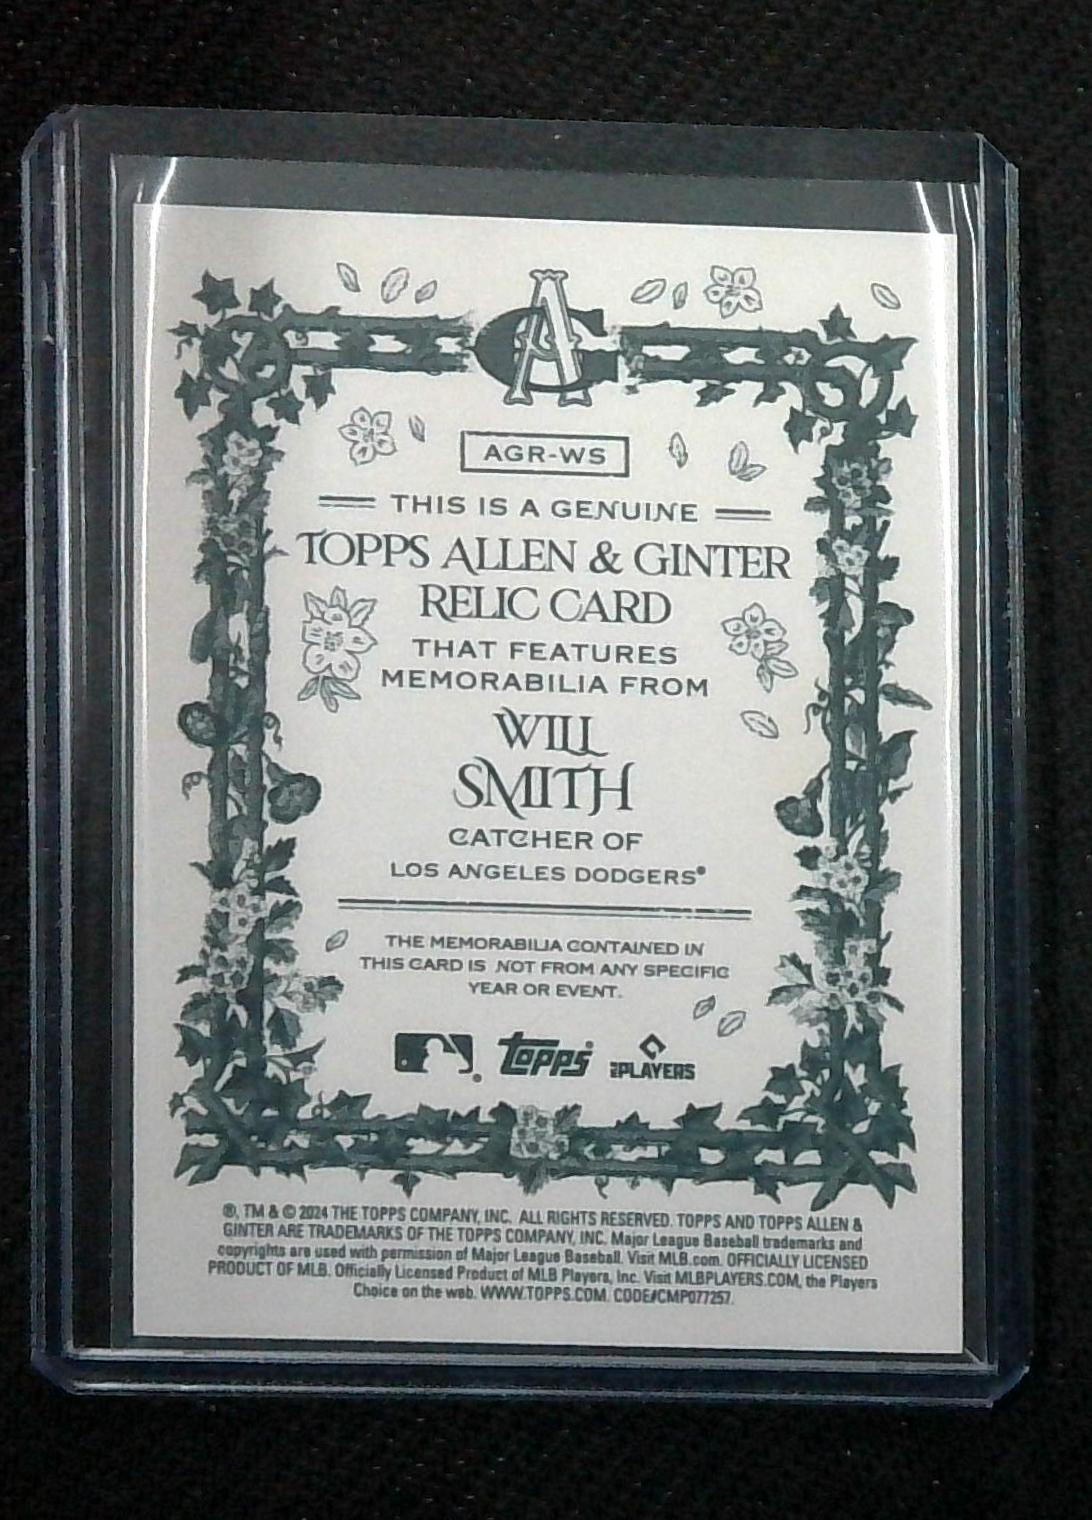 AG
AGR-WS
THIS IS A GENUINE
TOPPS ALLEN & GINTER
RELIC CARD
THAT FEATURES
MEMORABILIA FROM
WILL
SMITH
CATCHER OF
LOS ANGELES DODGERS®
THE MEMORABILIA CONTAINED IN
THIS CARD IS NOT FROM ANY SPECIFIC
YEAR OR EVENT.
Topps PLAYERS
®, TM & © 2024 THE TOPPS COMPANY, INC. ALL RIGHTS RESERVED. TOPPS AND TOPPS ALLEN &
GINTER ARE TRADEMARKS OF THE TOPPS COMPANY, INC. Major League Baseball trademarks and
copyrights are used with permission of Major League Baseball. Visit MLB.com. OFFICIALLY LICENSED
PRODUCT OF MLB. Officially Licensed Product of MLB Players, Inc. Visit MLBPLAYERS.COM, the Players
Choice on the web. WWW.TOPPS.COM. CODE#CMP077257.